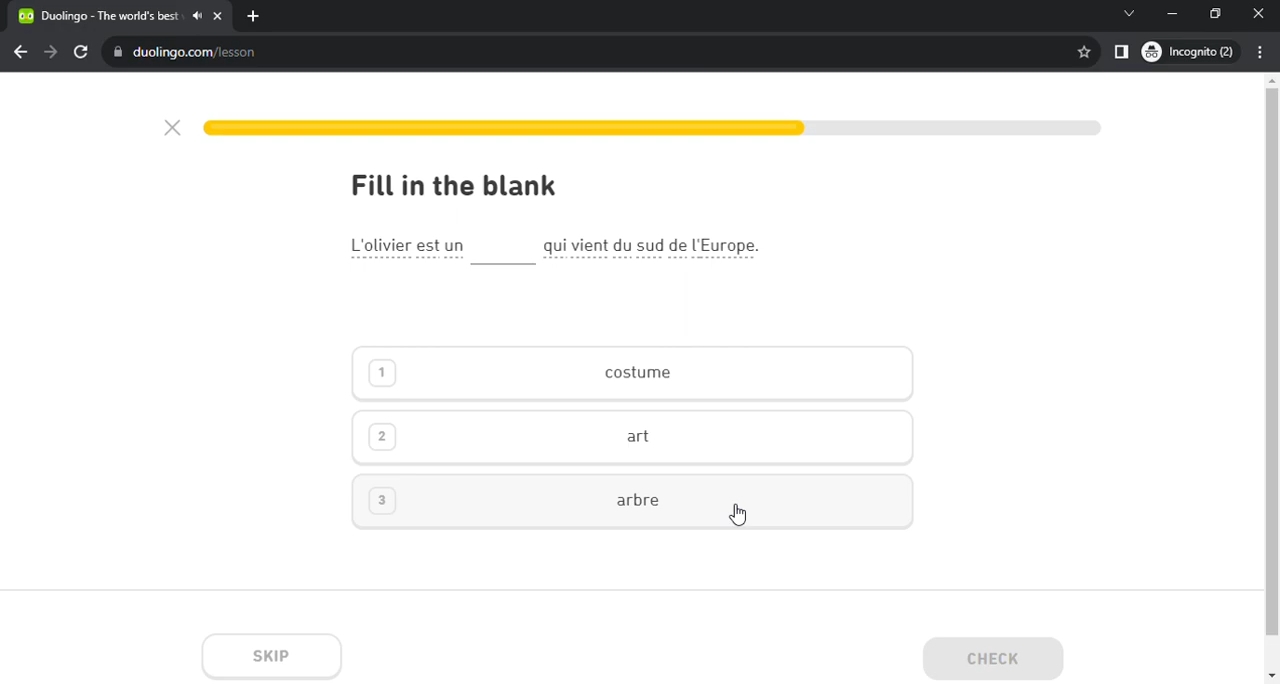 Duolingo - The world's best
duolingo.com/lesson
Incognito (2)
Fill in the blank
L'olivier est un ______ qui vient du sud de l'Europe.
1 costume
2 art
3 arbre
SKIP
CHECK